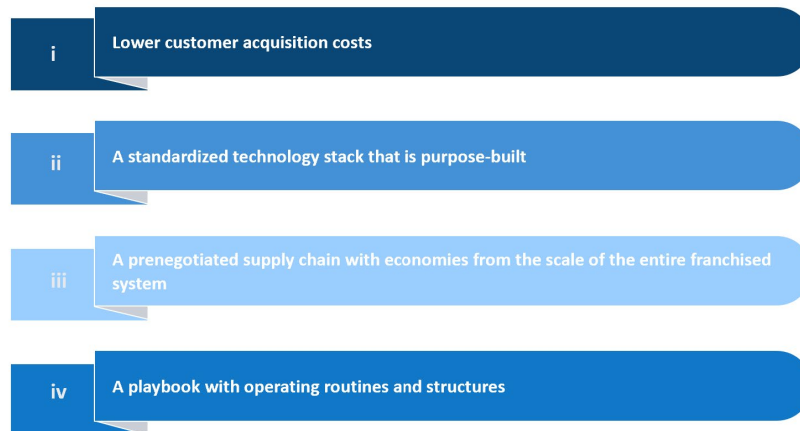 i
Lower customer acquisition costs
ii
A standardized technology stack that is purpose-built
iii
A prenegotiated supply chain with economies from the scale of the entire franchised
system
iv
A playbook with operating routines and structures